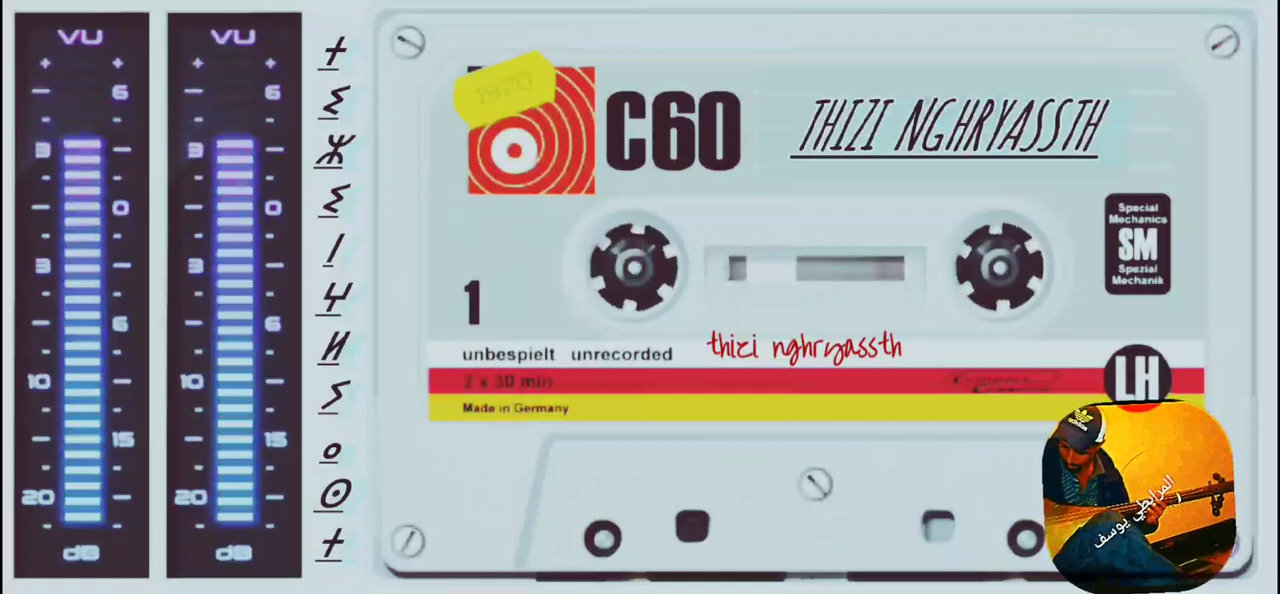 VU
+ +
6
3
0
3
6
10
15
20
dB
VU
+ +
6
3
0
3
6
10
15
20
dB
ⵜ
ⵉ
ⵣ
ⵉ
ⵏ
ⵖ
ⵍ
ⵢ
ⴰ
ⵙ
ⵜ
1970
C60
THIZI NGHRYASSTH
Special
Mechanics
SM
Spezial
Mechanik
1
unbespielt unrecorded
thizi nghryassth
2 x 30 min
LH
Made in Germany
adidas
المرابطي يوسف